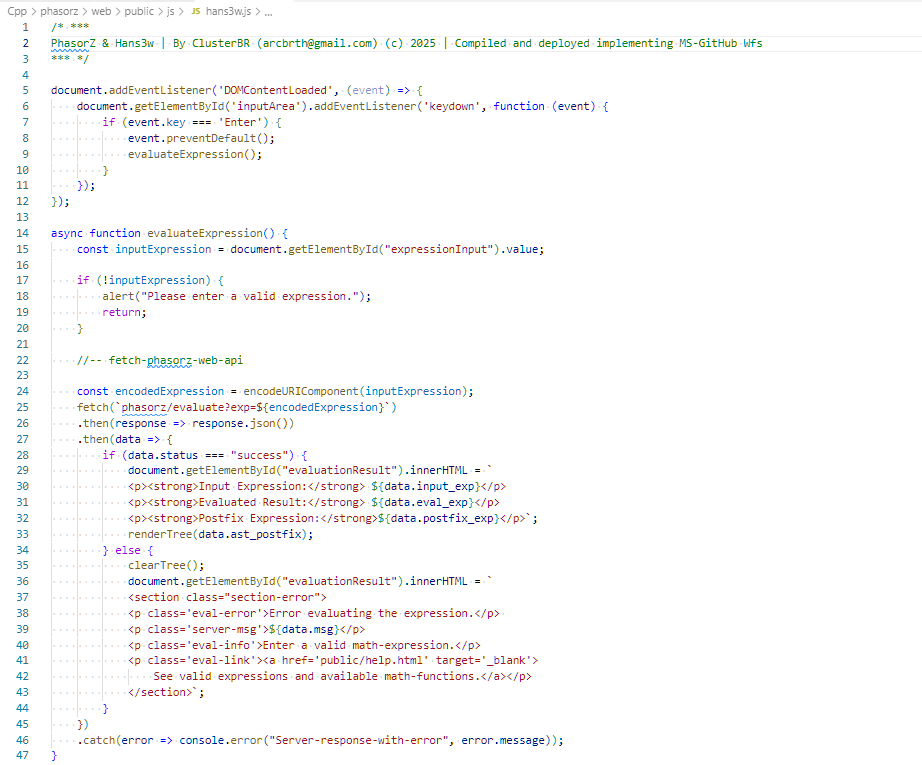 Cpp > phasorz > web > public > js > JS hans3w.js > ...
1 /* ***
2 PhasorZ & Hans3w | By ClusterBR (arcbrth@gmail.com) (c) 2025 | Compiled and deployed implementing MS-GitHub Wfs
3 *** */
4
5 document.addEventListener('DOMContentLoaded', (event) => {
6     document.getElementById('inputArea').addEventListener('keydown', function (event) {
7         if (event.key === 'Enter') {
8             event.preventDefault();
9             evaluateExpression();
10         }
11     });
12 });
13
14 async function evaluateExpression() {
15     const inputExpression = document.getElementById("expressionInput").value;
16
17     if (!inputExpression) {
18         alert("Please enter a valid expression.");
19         return;
20     }
21
22     //-- fetch-phasorz-web-api
23
24     const encodedExpression = encodeURIComponent(inputExpression);
25     fetch(`phasorz/evaluate?exp=${encodedExpression}`)
26     .then(response => response.json())
27     .then(data => {
28         if (data.status === "success") {
29             document.getElementById("evaluationResult").innerHTML = `
30             <p><strong>Input Expression:</strong> ${data.input_exp}</p>
31             <p><strong>Evaluated Result:</strong> ${data.eval_exp}</p>
32             <p><strong>Postfix Expression:</strong>${data.postfix_exp}</p>`;
33             renderTree(data.ast_postfix);
34         } else {
35             clearTree();
36             document.getElementById("evaluationResult").innerHTML = `
37             <section class="section-error">
38             <p class='eval-error'>Error evaluating the expression.</p>
39             <p class='server-msg'>${data.msg}</p>
40             <p class='eval-info'>Enter a valid math-expression.</p>
41             <p class='eval-link'><a href='public/help.html' target='_blank'>
42                 See valid expressions and available math-functions.</a></p>
43             </section>`;
44         }
45     })
46     .catch(error => console.error("Server-response-with-error", error.message));
47 }